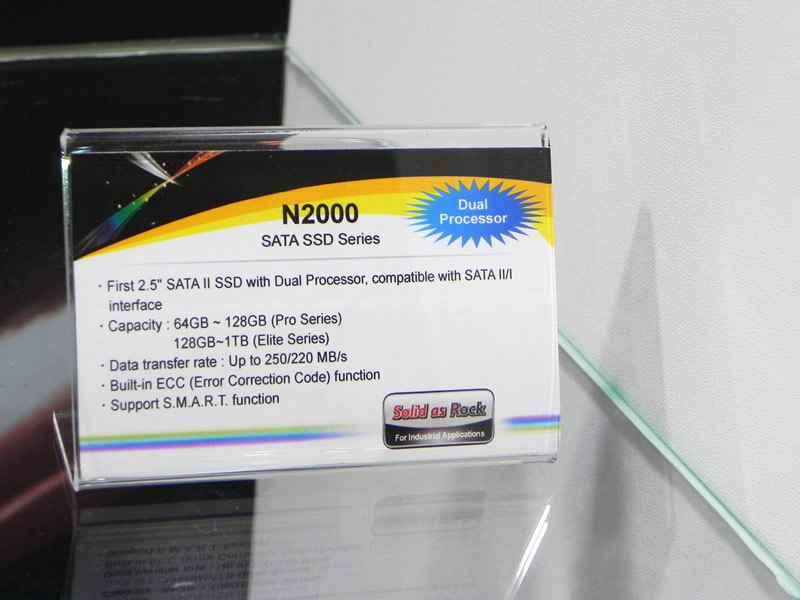 N2000
SATA SSD Series
Dual
Processor
· First 2.5" SATA II SSD with Dual Processor, compatible with SATA II/I
interface
· Capacity : 64GB ~ 128GB (Pro Series)
128GB~1TB (Elite Series)
· Data transfer rate : Up to 250/220 MB/s
· Built-in ECC (Error Correction Code) function
· Support S.M.A.R.T. function
Solid as Rock
For Industrial Applications